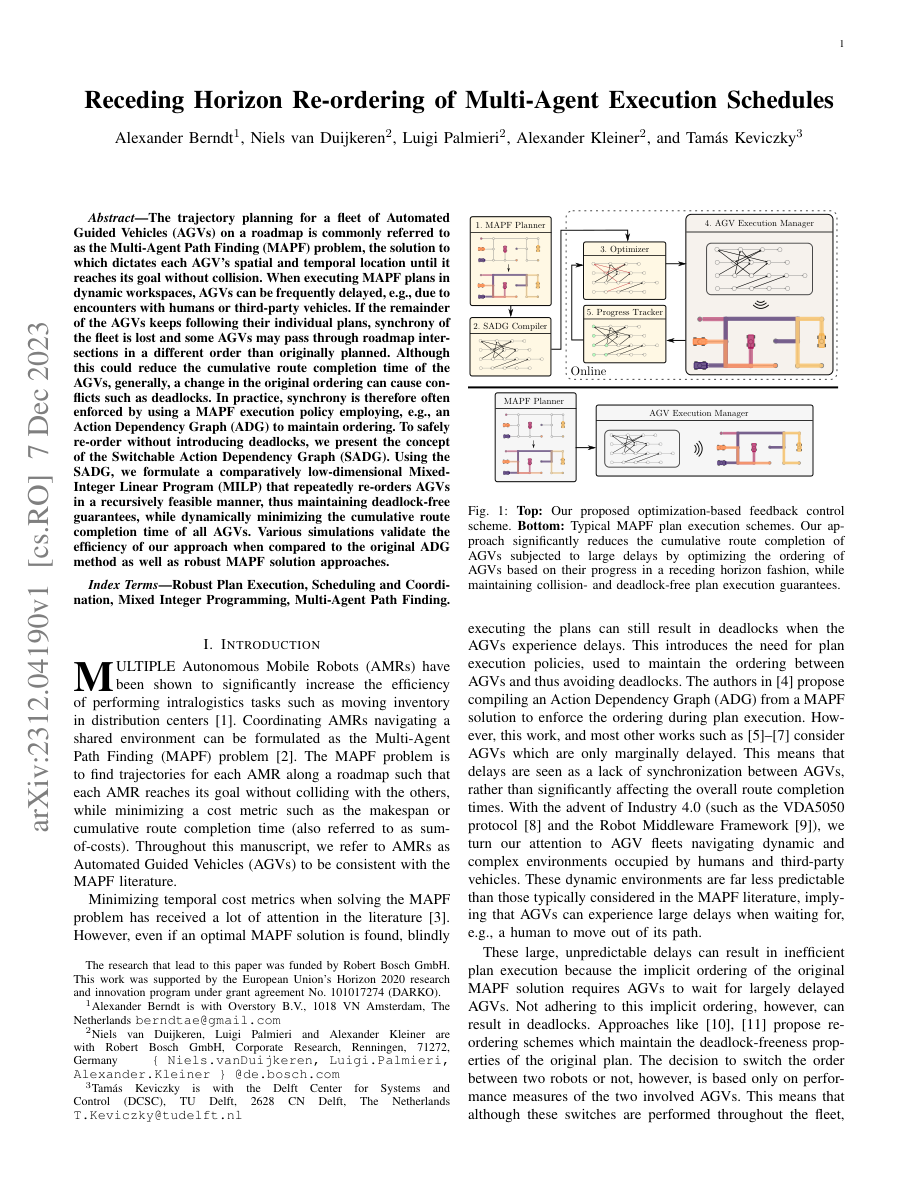 1
Receding Horizon Re-ordering of Multi-Agent Execution Schedules
Alexander Berndt1, Niels van Duijkeren2, Luigi Palmieri2, Alexander Kleiner2, and Tamás Keviczky3
arXiv:2312.04190v1 [cs.RO] 7 Dec 2023
Abstract—The trajectory planning for a fleet of Automated
Guided Vehicles (AGVs) on a roadmap is commonly referred to
as the Multi-Agent Path Finding (MAPF) problem, the solution to
which dictates each AGV's spatial and temporal location until it
reaches its goal without collision. When executing MAPF plans in
dynamic workspaces, AGVs can be frequently delayed, e.g., due to
encounters with humans or third-party vehicles. If the remainder
of the AGVs keeps following their individual plans, synchrony of
the fleet is lost and some AGVs may pass through roadmap inter-
sections in a different order than originally planned. Although
this could reduce the cumulative route completion time of the
AGVs, generally, a change in the original ordering can cause con-
flicts such as deadlocks. In practice, synchrony is therefore often
enforced by using a MAPF execution policy employing, e.g., an
Action Dependency Graph (ADG) to maintain ordering. To safely
re-order without introducing deadlocks, we present the concept
of the Switchable Action Dependency Graph (SADG). Using the
SADG, we formulate a comparatively low-dimensional Mixed-
Integer Linear Program (MILP) that repeatedly re-orders AGVs
in a recursively feasible manner, thus maintaining deadlock-free
guarantees, while dynamically minimizing the cumulative route
completion time of all AGVs. Various simulations validate the
efficiency of our approach when compared to the original ADG
method as well as robust MAPF solution approaches.
Index Terms—Robust Plan Execution, Scheduling and Coordi-
nation, Mixed Integer Programming, Multi-Agent Path Finding.
I. INTRODUCTION
MULTIPLE Autonomous Mobile Robots (AMRs) have
been shown to significantly increase the efficiency
of performing intralogistics tasks such as moving inventory
in distribution centers [1]. Coordinating AMRs navigating a
shared environment can be formulated as the Multi-Agent
Path Finding (MAPF) problem [2]. The MAPF problem is
to find trajectories for each AMR along a roadmap such that
each AMR reaches its goal without colliding with the others,
while minimizing a cost metric such as the makespan or
cumulative route completion time (also referred to as sum-
of-costs). Throughout this manuscript, we refer to AMRs as
Automated Guided Vehicles (AGVs) to be consistent with the
MAPF literature.
Minimizing temporal cost metrics when solving the MAPF
problem has received a lot of attention in the literature [3].
However, even if an optimal MAPF solution is found, blindly
The research that lead to this paper was funded by Robert Bosch GmbH.
This work was supported by the European Union's Horizon 2020 research
and innovation program under grant agreement No. 101017274 (DARKO).
1Alexander Berndt is with Overstory B.V., 1018 VN Amsterdam, The
Netherlands berndtae@gmail.com
2Niels van Duijkeren, Luigi Palmieri and Alexander Kleiner are
with Robert Bosch GmbH, Corporate Research, Renningen, 71272,
Germany { Niels.vanDuijkeren, Luigi.Palmieri,
Alexander.Kleiner } @de.bosch.com
3Tamás Keviczky is with the Delft Center for Systems and
Control (DCSC), TU Delft, 2628 CN Delft, The Netherlands
T.Keviczky@tudelft.nl
1. MAPF Planner
2. SADG Compiler
3. Optimizer
5. Progress Tracker
4. AGV Execution Manager
Online
MAPF Planner
AGV Execution Manager
Fig. 1: Top: Our proposed optimization-based feedback control
scheme. Bottom: Typical MAPF plan execution schemes. Our ap-
proach significantly reduces the cumulative route completion of
AGVs subjected to large delays by optimizing the ordering of
AGVs based on their progress in a receding horizon fashion, while
maintaining collision- and deadlock-free plan execution guarantees.
executing the plans can still result in deadlocks when the
AGVs experience delays. This introduces the need for plan
execution policies, used to maintain the ordering between
AGVs and thus avoiding deadlocks. The authors in [4] propose
compiling an Action Dependency Graph (ADG) from a MAPF
solution to enforce the ordering during plan execution. How-
ever, this work, and most other works such as [5]–[7] consider
AGVs which are only marginally delayed. This means that
delays are seen as a lack of synchronization between AGVs,
rather than significantly affecting the overall route completion
times. With the advent of Industry 4.0 (such as the VDA5050
protocol [8] and the Robot Middleware Framework [9]), we
turn our attention to AGV fleets navigating dynamic and
complex environments occupied by humans and third-party
vehicles. These dynamic environments are far less predictable
than those typically considered in the MAPF literature, imply-
ing that AGVs can experience large delays when waiting for,
e.g., a human to move out of its path.
These large, unpredictable delays can result in inefficient
plan execution because the implicit ordering of the original
MAPF solution requires AGVs to wait for largely delayed
AGVs. Not adhering to this implicit ordering, however, can
result in deadlocks. Approaches like [10], [11] propose re-
ordering schemes which maintain the deadlock-freeness prop-
erties of the original plan. The decision to switch the order
between two robots or not, however, is based only on perfor-
mance measures of the two involved AGVs. This means that
although these switches are performed throughout the fleet,